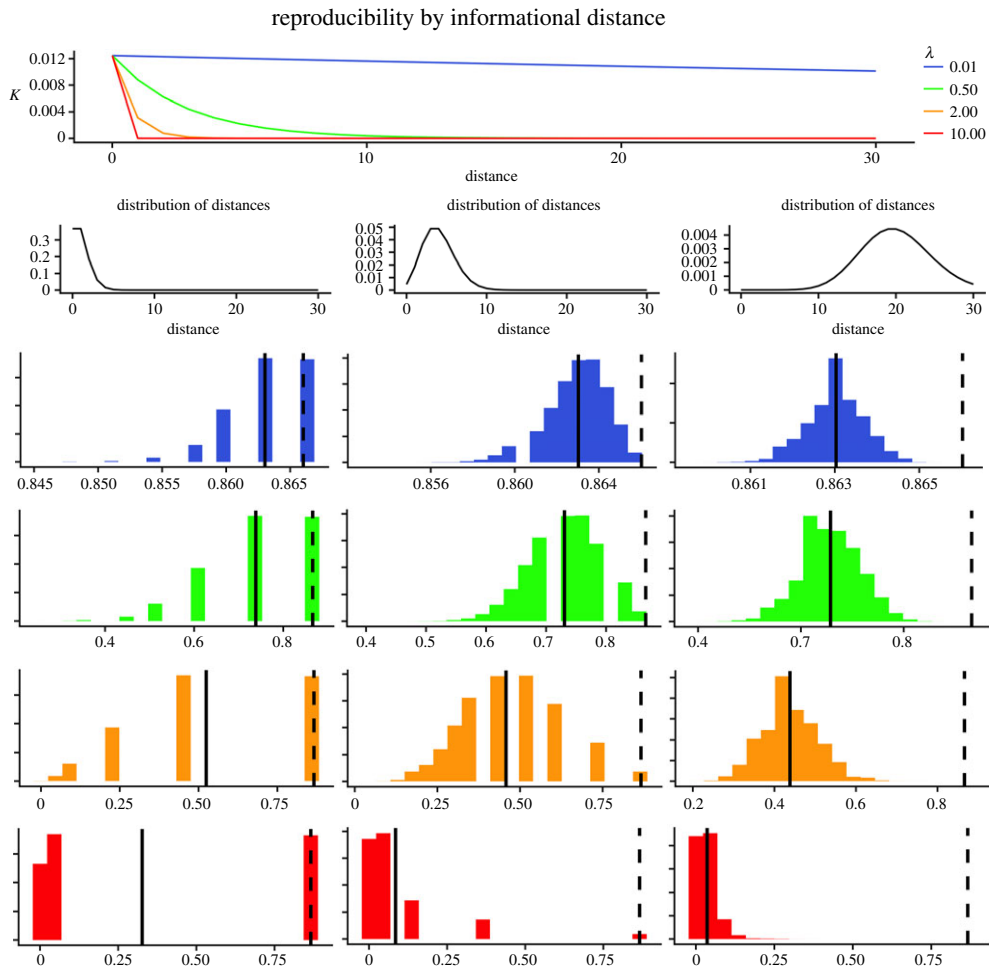 reproducibility by informational distance
λ
0.012
0.008
0.004
0
K
0.01
0.50
2.00
10.00
0 10 20 30
distance
distribution of distances distribution of distances distribution of distances
0.3
0.2
0.1
0
0.05
0.04
0.03
0.02
0.01
0
0.004
0.003
0.002
0.001
0
0 10 20 30 0 10 20 30 0 10 20 30
distance distance distance
0.845 0.850 0.855 0.860 0.865 0.856 0.860 0.864 0.861 0.863 0.865
0.4 0.6 0.8 0.4 0.5 0.6 0.7 0.8 0.4 0.7 0.8
0 0.25 0.50 0.75 0 0.25 0.50 0.75 0.2 0.4 0.6 0.8
0 0.25 0.50 0.75 0 0.25 0.50 0.75 0 0.25 0.50 0.75